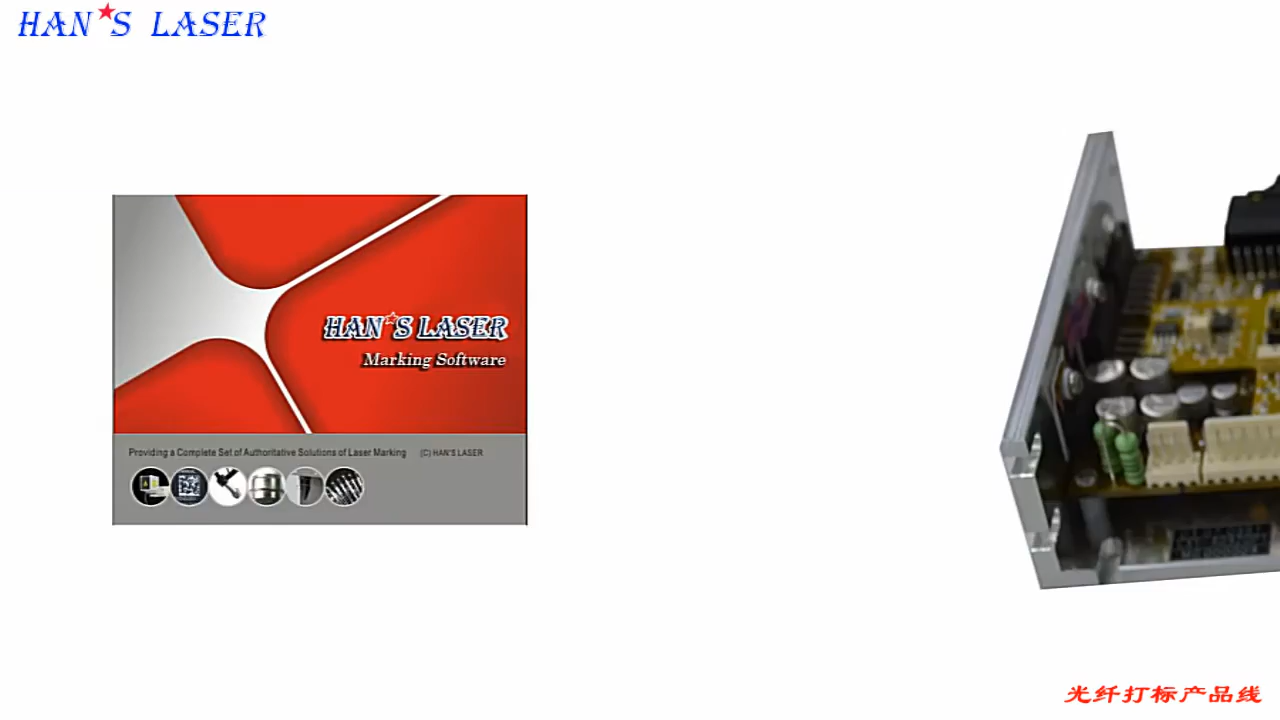 HAN★S LASER
HAN★S LASER
Marking Software
Providing a Complete Set of Authoritative Solutions of Laser Marking (C) HAN'S LASER
光纤打标产品线